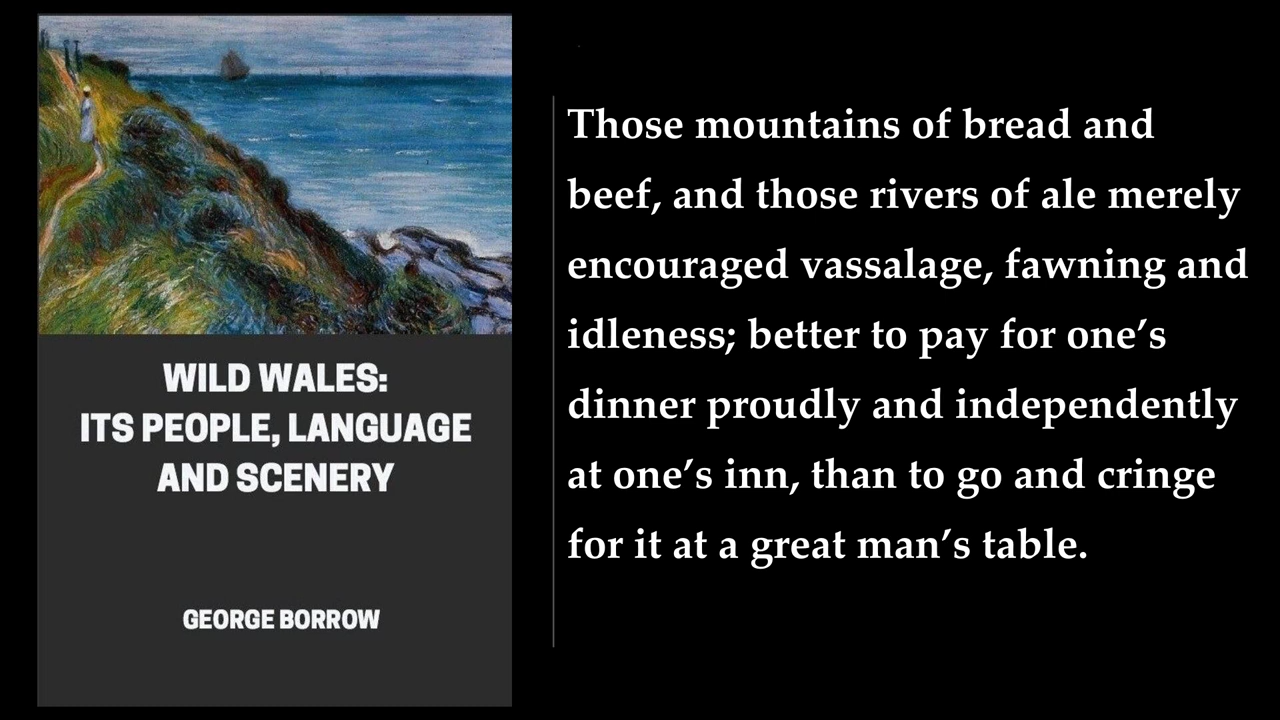 WILD WALES:
ITS PEOPLE, LANGUAGE
AND SCENERY
GEORGE BORROW
Those mountains of bread and
beef, and those rivers of ale merely
encouraged vassalage, fawning and
idleness; better to pay for one’s
dinner proudly and independently
at one’s inn, than to go and cringe
for it at a great man’s table.